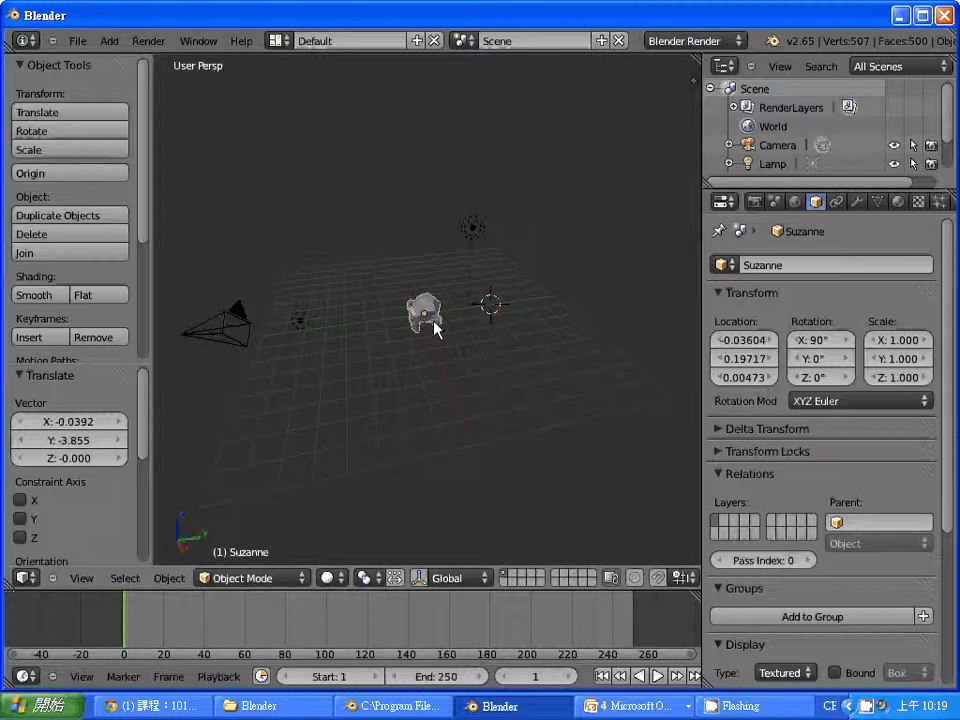 Blender
File Add Render Window Help Default Scene Blender Render v2.65 | Verts:507 | Faces:500 | Obje
Object Tools
Transform:
Translate
Rotate
Scale
Origin
Object:
Duplicate Objects
Delete
Join
Shading:
Smooth Flat
Keyframes:
Insert Remove
Motion Paths:
Translate
Vector
X: -0.0392
Y: -3.855
Z: -0.000
Constraint Axis
X
Y
Z
Orientation
User Persp
(1) Suzanne
View Select Object Object Mode Global
-40 -20 0 20 40 60 80 100 120 140 160 180 200 220 240 260
View Marker Frame Playback Start: 1 End: 250 1
View Search All Scenes
Scene
RenderLayers
World
Camera
Lamp
Suzanne
Suzanne
Transform
Location: Rotation: Scale:
-0.03604 X: 90° X: 1.000
0.19717 Y: 0° Y: 1.000
0.00473 Z: 0° Z: 1.000
Rotation Mod XYZ Euler
Delta Transform
Transform Locks
Relations
Layers: Parent:
Object
Pass Index: 0
Groups
Add to Group
Display
Type: Textured Bound Box
開始 (1) 課程：101... Blender C:\Program File... Blender 4 Microsoft O... Flashing CE 上午 10:19